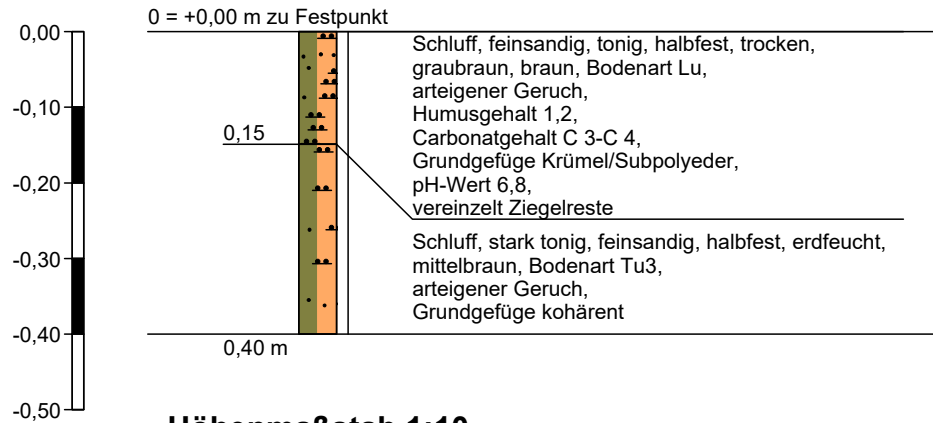 0 = +0,00 m zu Festpunkt
0,00
-0,10
-0,20
-0,30
-0,40
-0,50
Schluff, feinsandig, tonig, halbfest, trocken,
graubraun, braun, Bodenart Lu,
arteigener Geruch,
Humusgehalt 1,2,
Carbonatgehalt C 3-C 4,
Grundgefüge Krümel/Subpolyeder,
pH-Wert 6,8,
vereinzelt Ziegelreste
0,15
Schluff, stark tonig, feinsandig, halbfest, erdfeucht,
mittelbraun, Bodenart Tu3,
arteigener Geruch,
Grundgefüge kohärent
0,40 m
Höhenmaßstab 1:10